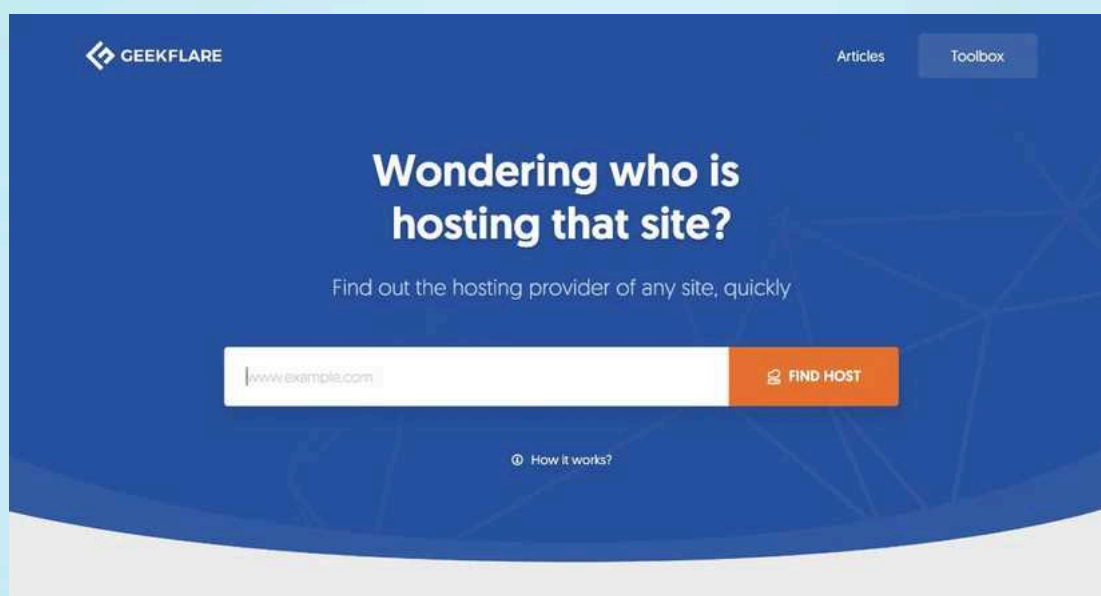 GEEKFLARE
Articles
Toolbox
Wondering who is
hosting that site?
Find out the hosting provider of any site, quickly
www.example.com
FIND HOST
How it works?